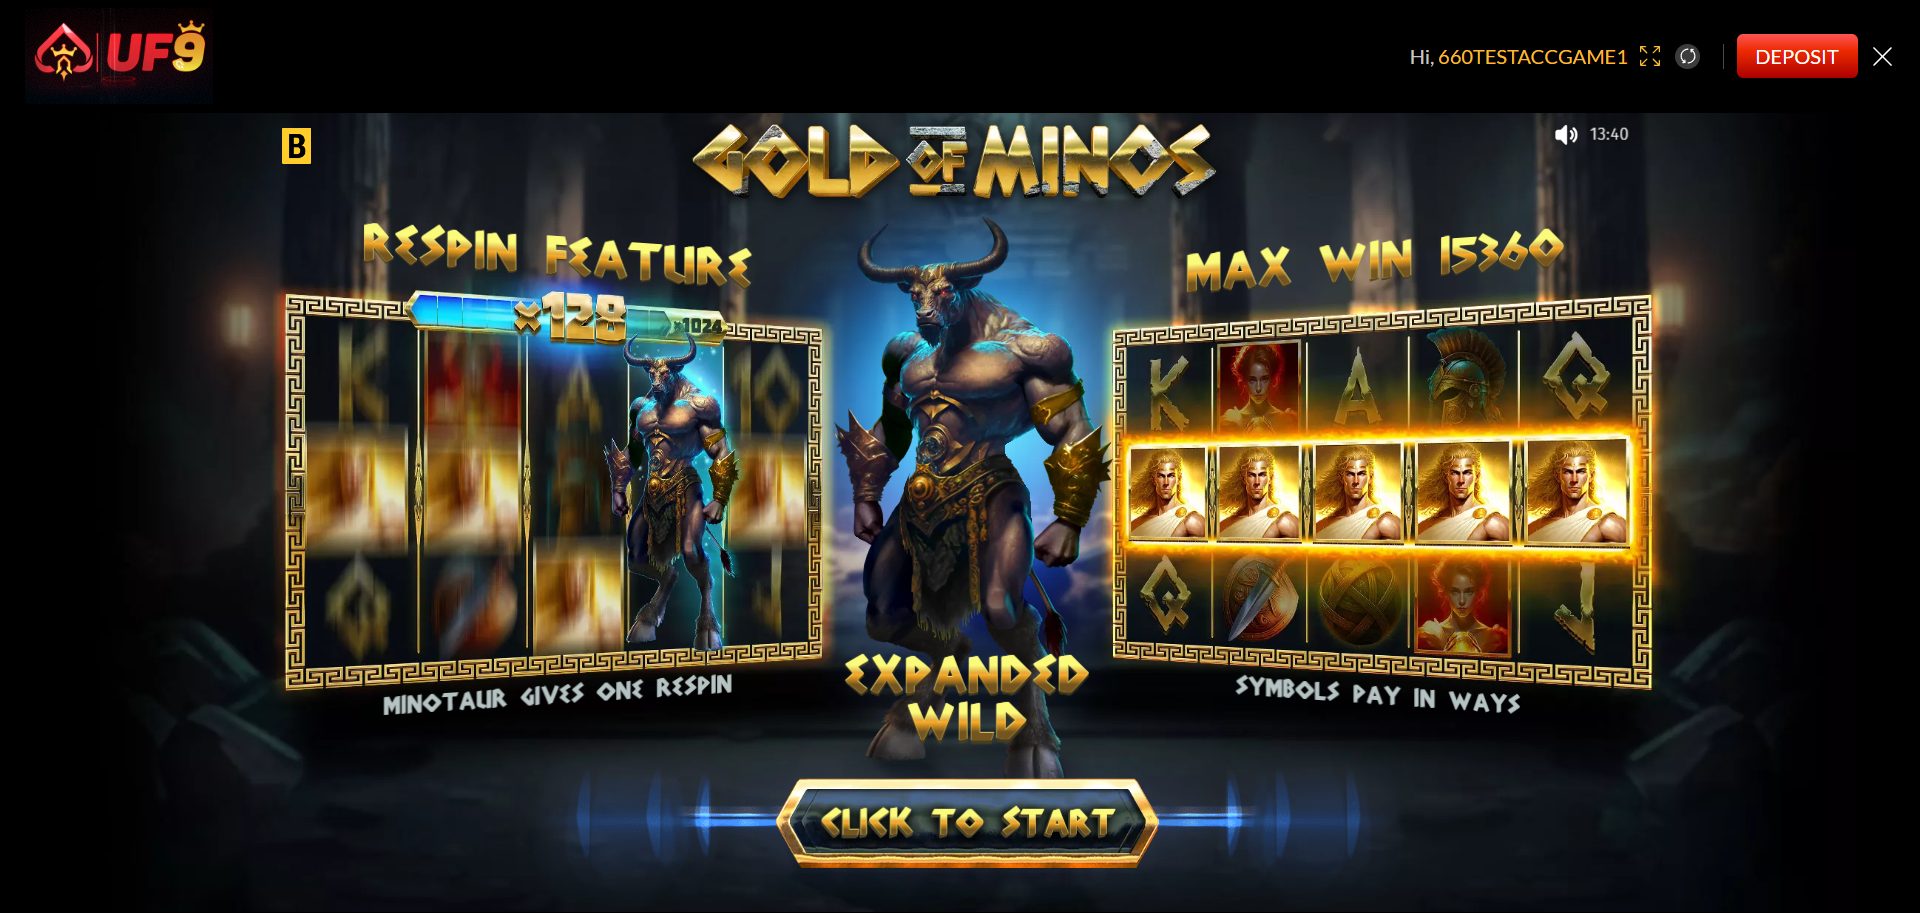 UF9
Hi, 660TESTACCGAME1
DEPOSIT
B
GOLD OF MINOS
13:40
RESPIN FEATURE
MAX WIN 15360
x128
x1024
K
A
10
K
A
Q
Q
J
Q
J
MINOTAUR GIVES ONE RESPIN
EXPANDED
WILD
SYMBOLS PAY IN WAYS
CLICK TO START